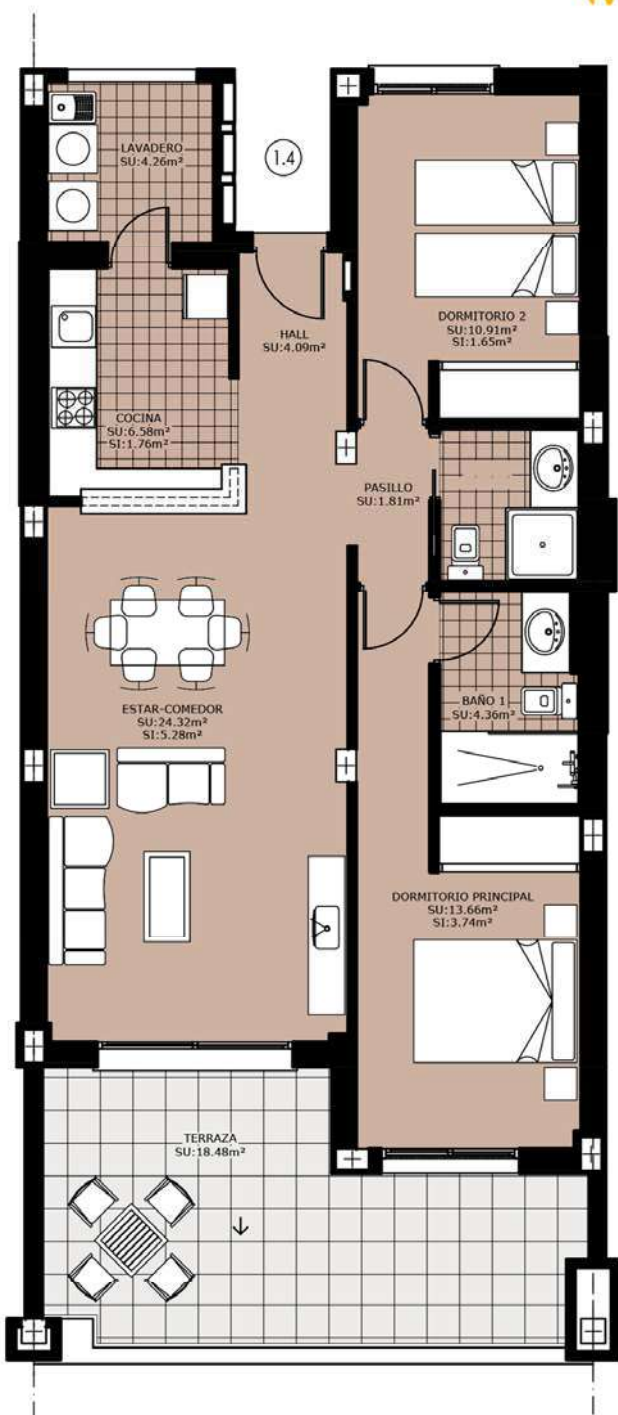 LAVADERO
SU:4.26m²
1.4
HALL
SU:4.09m²
DORMITORIO 2
SU:10.91m²
SI:1.65m²
COCINA
SU:6.58m²
SI:1.76m²
PASILLO
SU:1.81m²
ESTAR-COMEDOR
SU:24.32m²
SI:5.28m²
BAÑO 1
SU:4.36m²
DORMITORIO PRINCIPAL
SU:13.66m²
SI:3.74m²
TERRAZA
SU:18.48m²